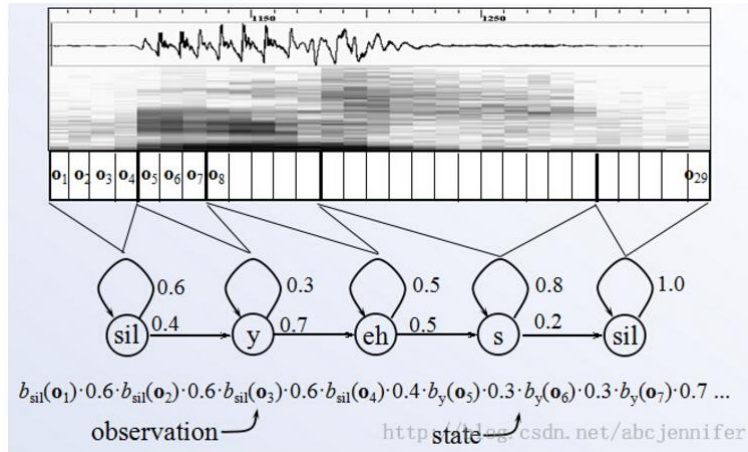 1150 1250
o1 o2 o3 o4 o5 o6 o7 o8 o29
0.6 0.3 0.5 0.8 1.0
sil 0.4 y 0.7 eh 0.5 s 0.2 sil
bsil(o1)·0.6·bsil(o2)·0.6·bsil(o3)·0.6·bsil(o4)·0.4·by(o5)·0.3·by(o6)·0.3·by(o7)·0.7 ...
observation state
http://blog.csdn.net/abcjennifer